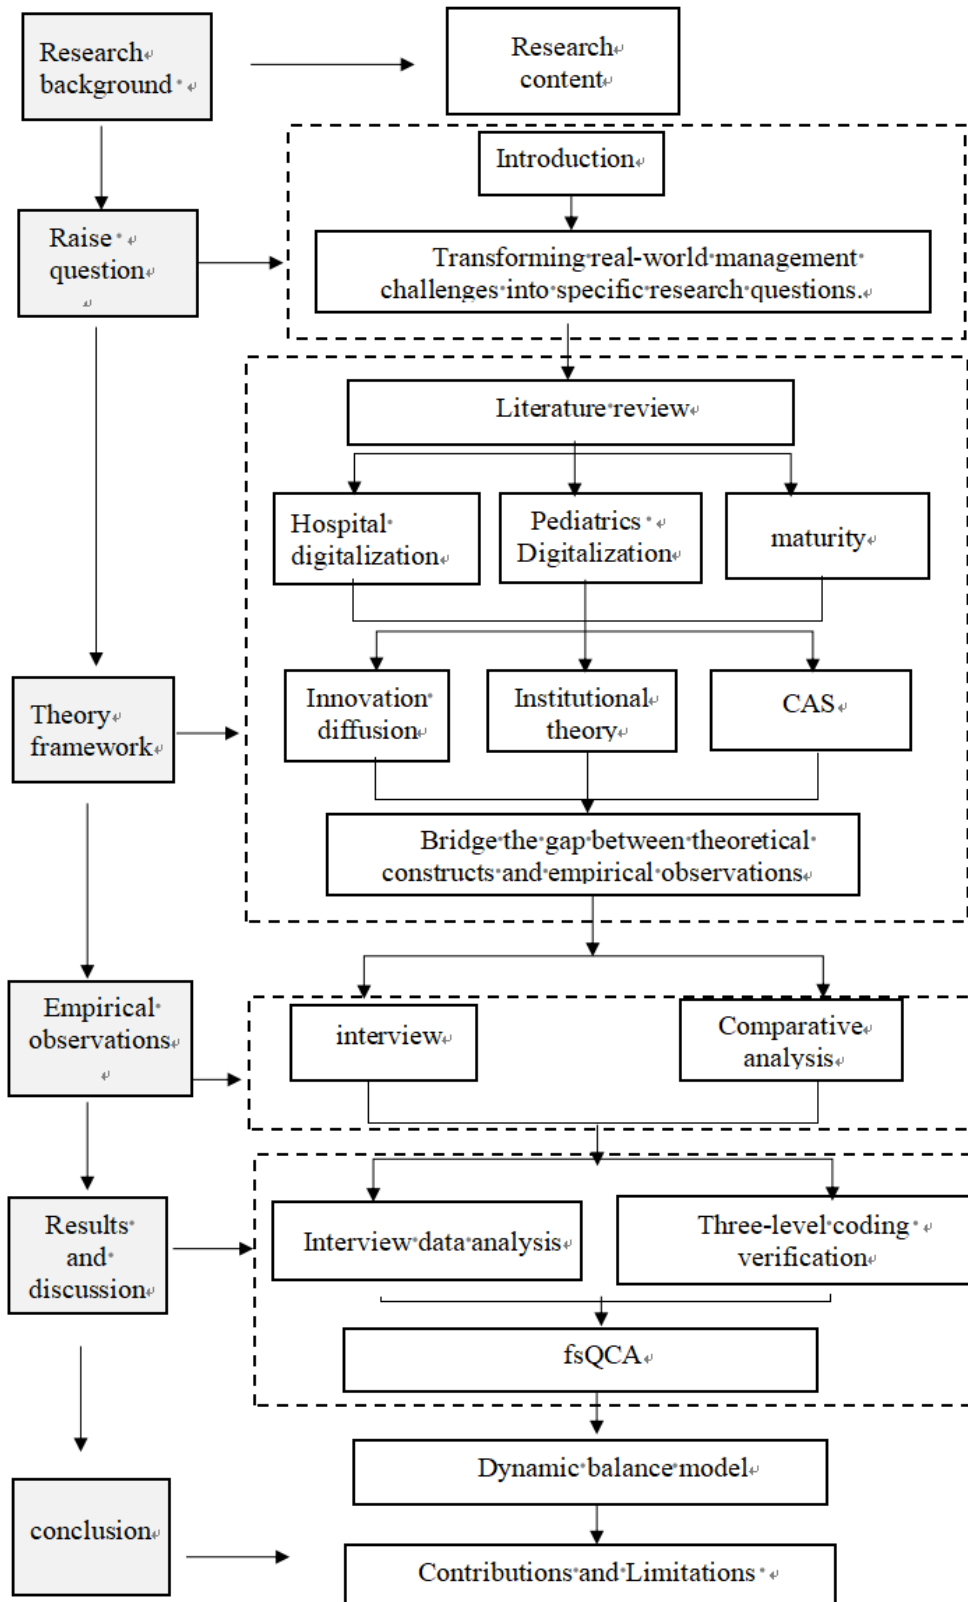 Research
background
Research
content
Introduction
Raise
question
Transforming real-world management
challenges into specific research questions.
Literature review
Hospital
digitalization
Pediatrics
Digitalization
maturity
Theory
framework
Innovation
diffusion
Institutional
theory
CAS
Bridge the gap between theoretical
constructs and empirical observations
Empirical
observations
interview
Comparative
analysis
Results
and
discussion
Interview data analysis
Three-level coding
verification
fsQCA
Dynamic balance model
conclusion
Contributions and Limitations